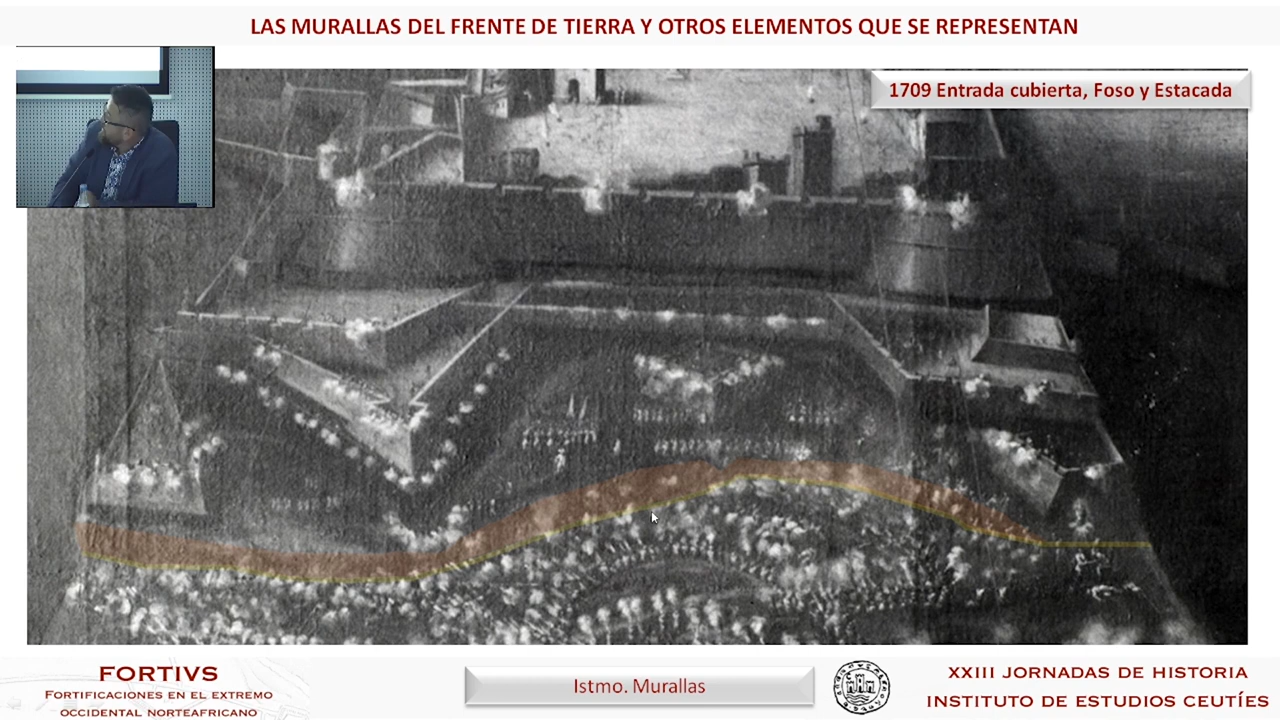 LAS MURALLAS DEL FRENTE DE TIERRA Y OTROS ELEMENTOS QUE SE REPRESENTAN
1709 Entrada cubierta, Foso y Estacada
FORTIVS
FORTIFICACIONES EN EL EXTREMO
OCCIDENTAL NORTEAFRICANO
Istmo. Murallas
XXIII JORNADAS DE HISTORIA
INSTITUTO DE ESTUDIOS CEUTÍES